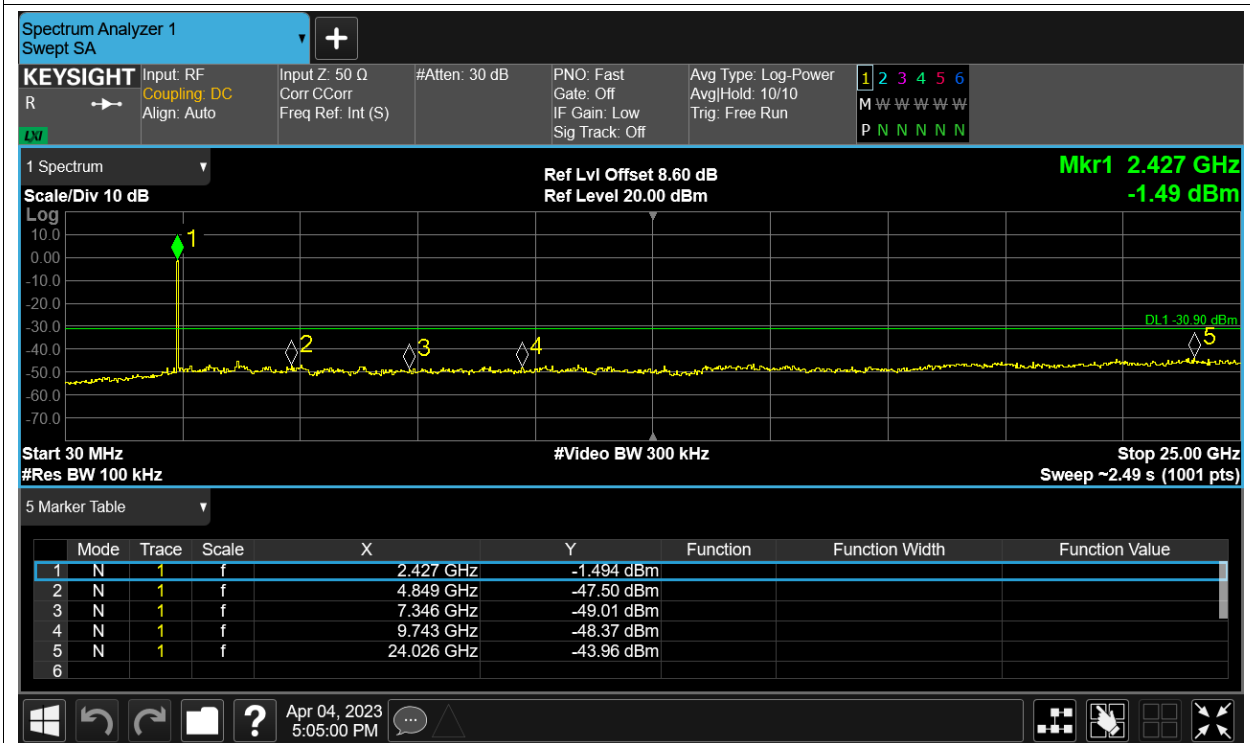 Spectrum Analyzer 1
Swept SA
KEYSIGHT
R
LXI
Input: RF
Coupling: DC
Align: Auto
Input Z: 50 Ω
Corr CCorr
Freq Ref: Int (S)
#Atten: 30 dB
PNO: Fast
Gate: Off
IF Gain: Low
Sig Track: Off
Avg Type: Log-Power
Avg|Hold: 10/10
Trig: Free Run
1 2 3 4 5 6
M W W W W W
P N N N N N
1 Spectrum
Scale/Div 10 dB
Ref Lvl Offset 8.60 dB
Ref Level 20.00 dBm
Mkr1 2.427 GHz
-1.49 dBm
Log
10.0
0.00
-10.0
-20.0
-30.0
-40.0
-50.0
-60.0
-70.0
1
2
3
4
5
DL1 -30.90 dBm
Start 30 MHz
#Res BW 100 kHz
#Video BW 300 kHz
Stop 25.00 GHz
Sweep ~2.49 s (1001 pts)
5 Marker Table
Mode Trace Scale X Y Function Function Width Function Value
1 N 1 f 2.427 GHz -1.494 dBm
2 N 1 f 4.849 GHz -47.50 dBm
3 N 1 f 7.346 GHz -49.01 dBm
4 N 1 f 9.743 GHz -48.37 dBm
5 N 1 f 24.026 GHz -43.96 dBm
6
?
Apr 04, 2023
5:05:00 PM